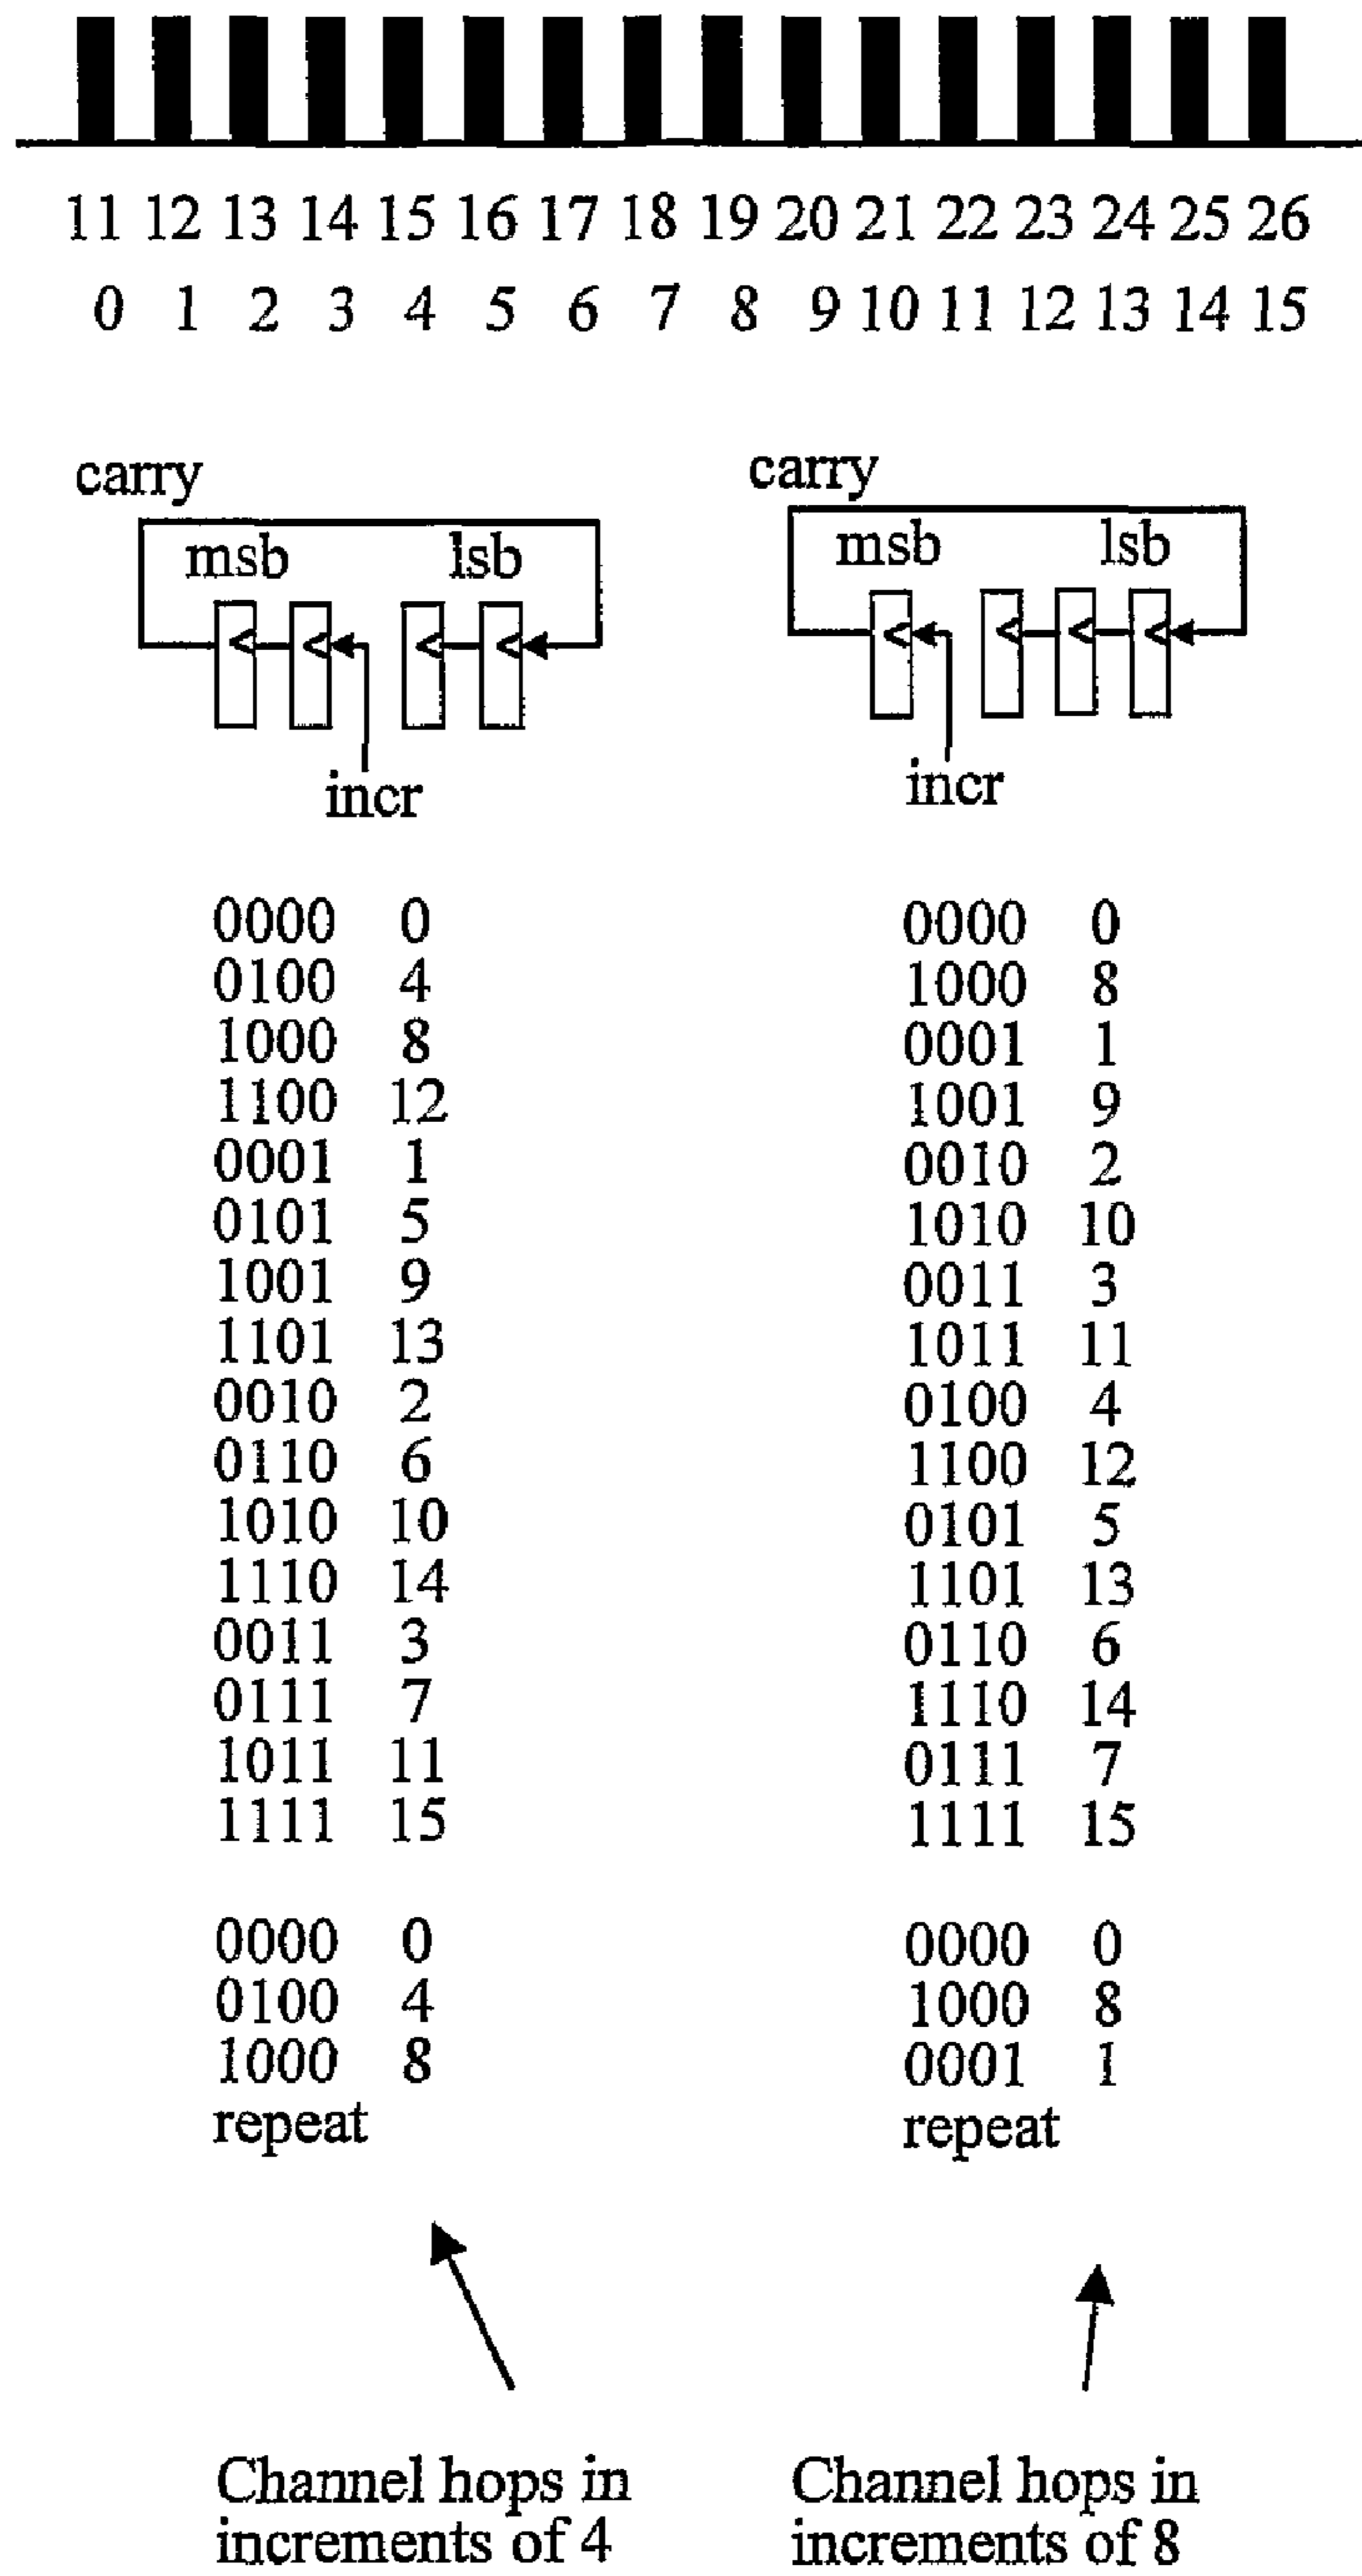 11 12 13 14 15 16 17 18 19 20 21 22 23 24 25 26
0 1 2 3 4 5 6 7 8 9 10 11 12 13 14 15
carry carry
msb lsb msb lsb
incr incr
0000 0 0000 0
0100 4 1000 8
1000 8 0001 1
1100 12 1001 9
0001 1 0010 2
0101 5 1010 10
1001 9 0011 3
1101 13 1011 11
0010 2 0100 4
0110 6 1100 12
1010 10 0101 5
1110 14 1101 13
0011 3 0110 6
0111 7 1110 14
1011 11 0111 7
1111 15 1111 15
0000 0 0000 0
0100 4 1000 8
1000 8 0001 1
repeat repeat
Channel hops in Channel hops in
increments of 4 increments of 8